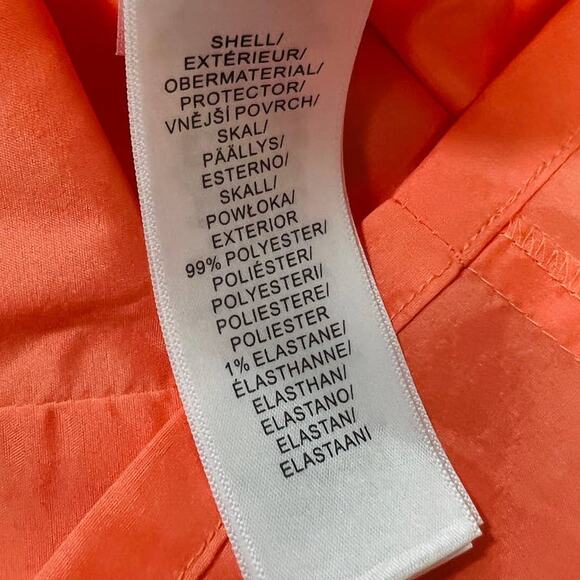 SHELL/
EXTÉRIEUR/
OBERMATERIAL/
PROTECTOR/
VNĚJŠÍ POVRCH/
SKAL/
PÄÄLLYS/
ESTERNO/
SKALL/
POWŁOKA/
EXTERIOR
99% POLYESTER/
POLIÉSTER/
POLYESTERI/
POLIESTERE/
POLIESTER
1% ELASTANE/
ÉLASTHANNE/
ELASTHAN/
ELASTANO/
ELASTAN/
ELASTAANI